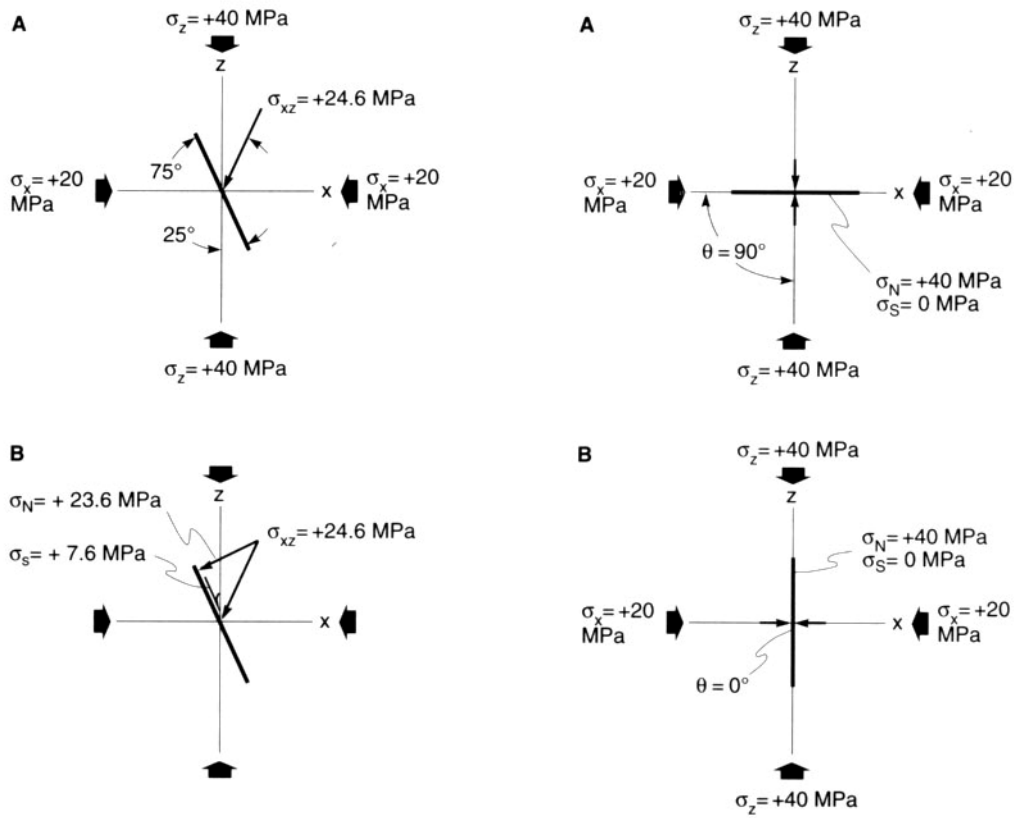 A
σz= +40 MPa
z
σxz= +24.6 MPa
75°
σx= +20
MPa
x
σx= +20
MPa
25°
σz= +40 MPa
A
σz= +40 MPa
z
σx= +20
MPa
x
σx= +20
MPa
θ = 90°
σN= +40 MPa
σS= 0 MPa
σz= +40 MPa
B
z
σN= + 23.6 MPa
σxz= +24.6 MPa
σs= + 7.6 MPa
x
B
σz= +40 MPa
z
σN= +40 MPa
σS= 0 MPa
σx= +20
MPa
x
σx= +20
MPa
θ = 0°
σz= +40 MPa